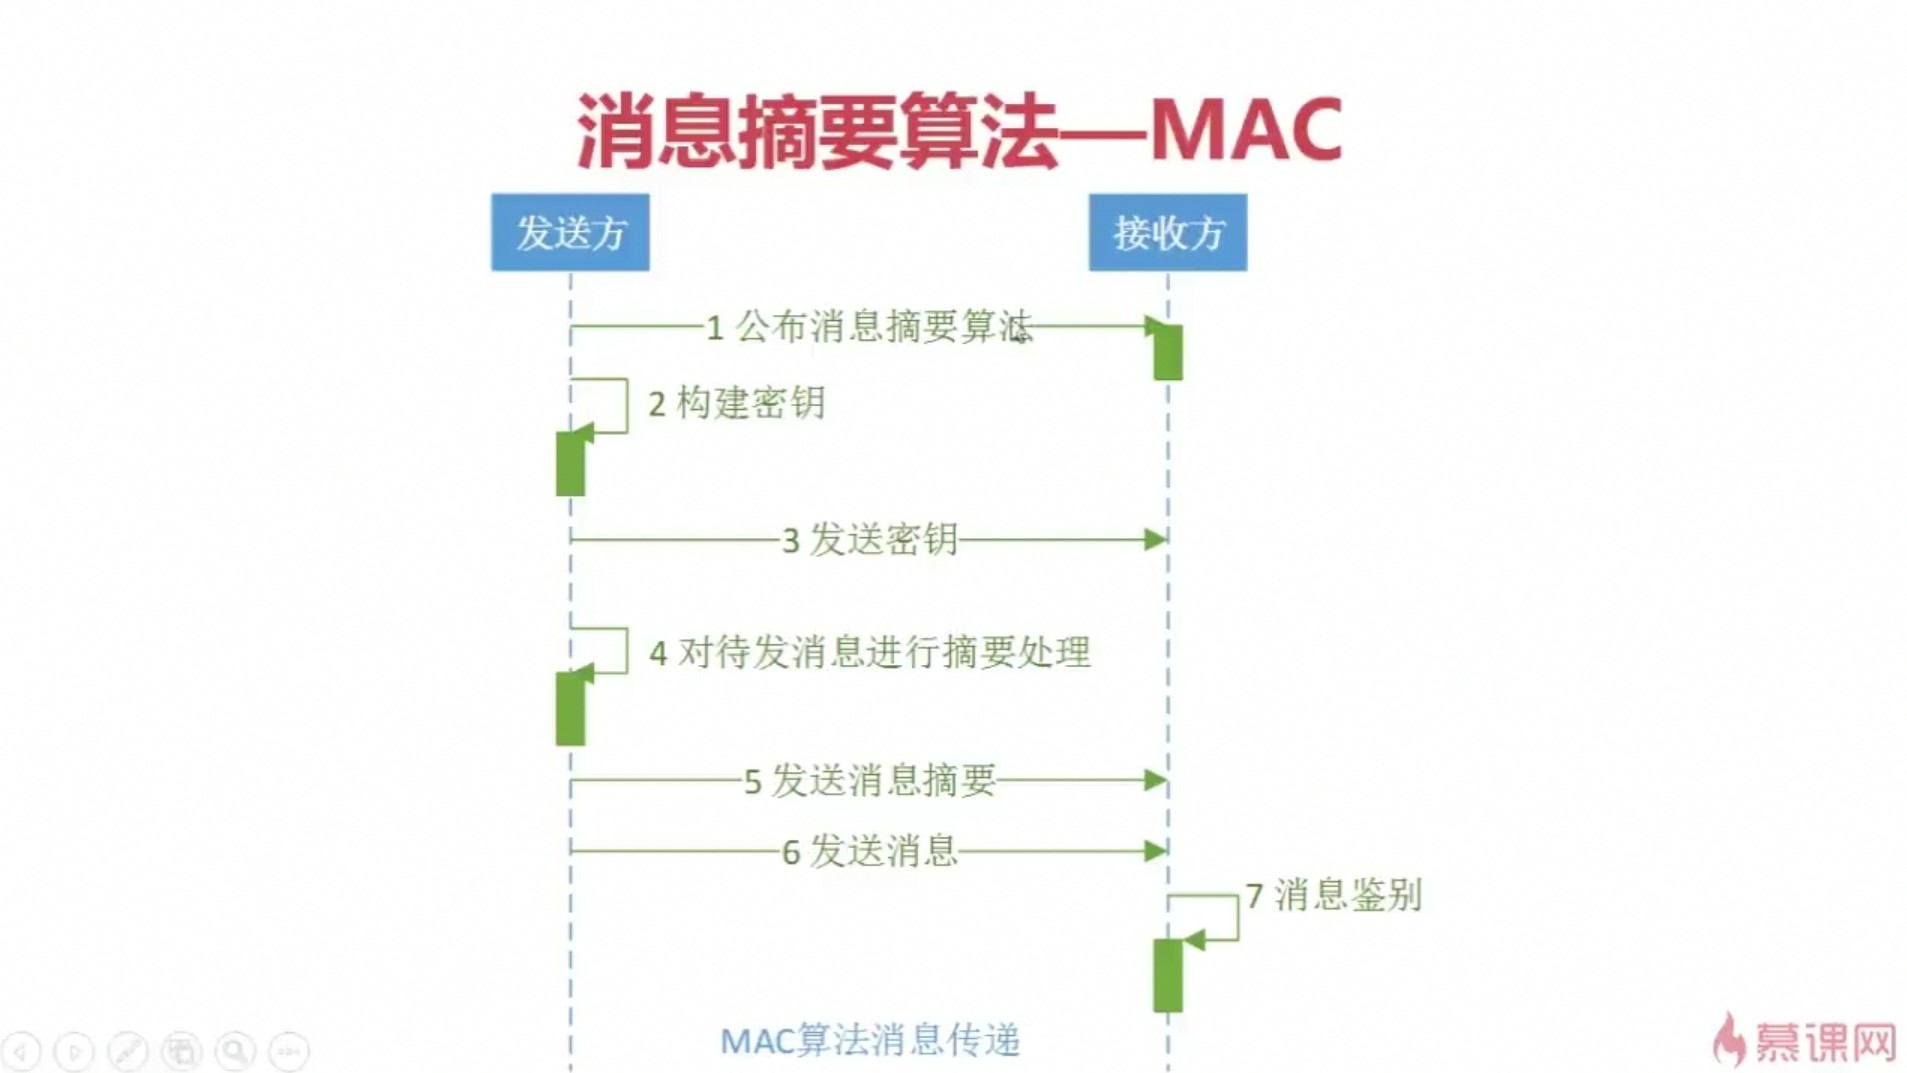 消息摘要算法—MAC
发送方
接收方
1 公布消息摘要算法
2 构建密钥
3 发送密钥
4 对待发消息进行摘要处理
5 发送消息摘要
6 发送消息
7 消息鉴别
MAC算法消息传递
慕课网